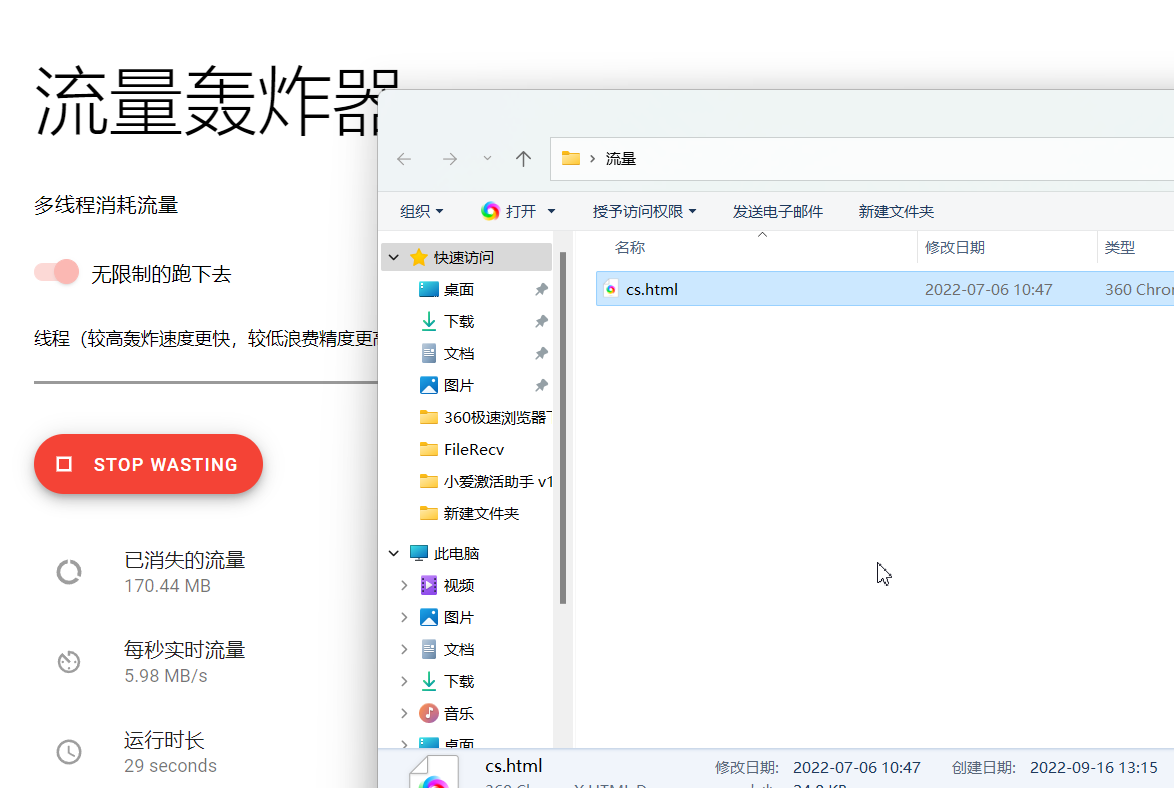 流量轰炸器
多线程消耗流量
无限制的跑下去
线程（较高轰炸速度更快，较低浪费精度更高
STOP WASTING
已消失的流量
170.44 MB
每秒实时流量
5.98 MB/s
运行时长
29 seconds
流量
组织 打开 授予访问权限 发送电子邮件 新建文件夹
名称 修改日期 类型
cs.html 2022-07-06 10:47 360 Chro
快速访问
桌面
下载
文档
图片
360极速浏览器
FileRecv
小爱激活助手 v1
新建文件夹
此电脑
视频
图片
文档
下载
音乐
桌面
cs.html 修改日期: 2022-07-06 10:47 创建日期: 2022-09-16 13:15